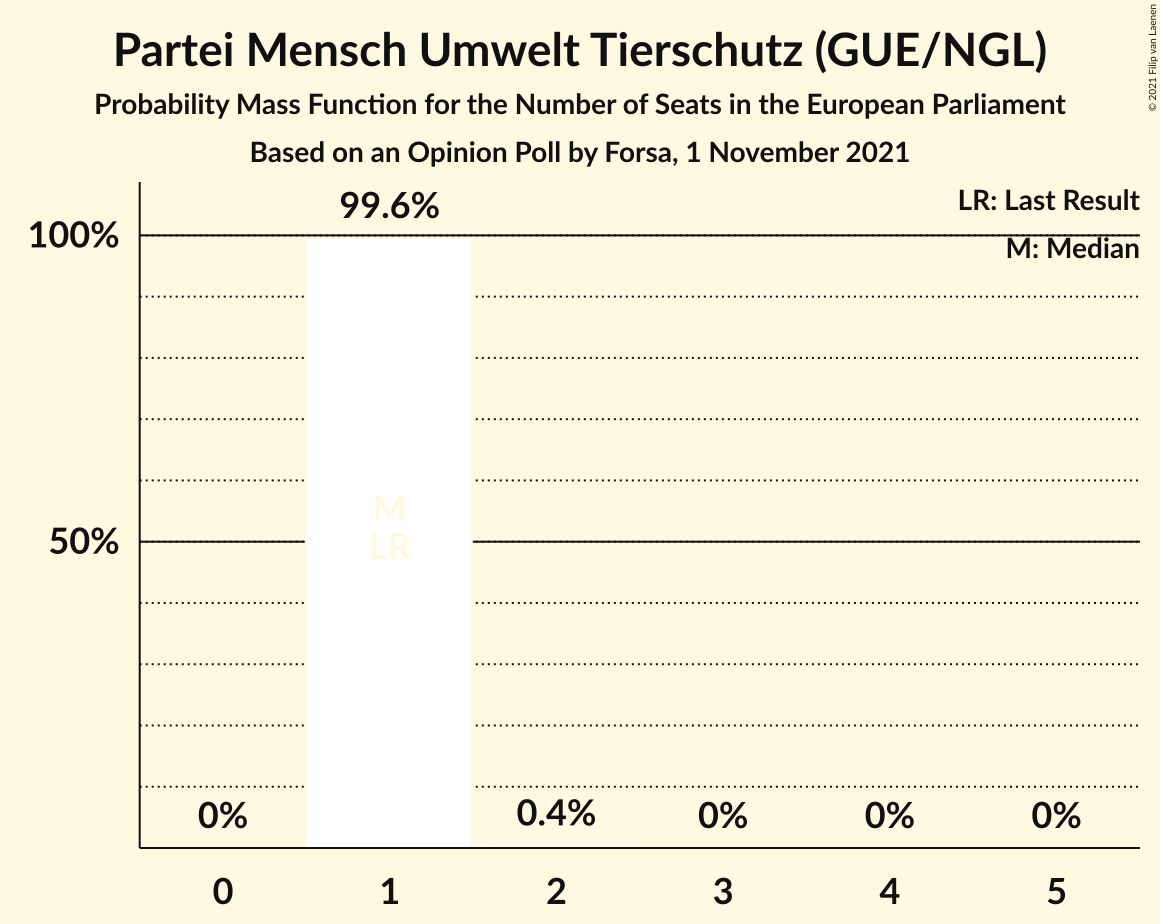 Partei Mensch Umwelt Tierschutz (GUE/NGL)
Probability Mass Function for the Number of Seats in the European Parliament
Based on an Opinion Poll by Forsa, 1 November 2021
© 2021 Filip van Laenen
LR: Last Result
M: Median
99.6%
100%
M
50%
LR
0%
0.4%
0%
0%
0%
0
1
2
3
4
5